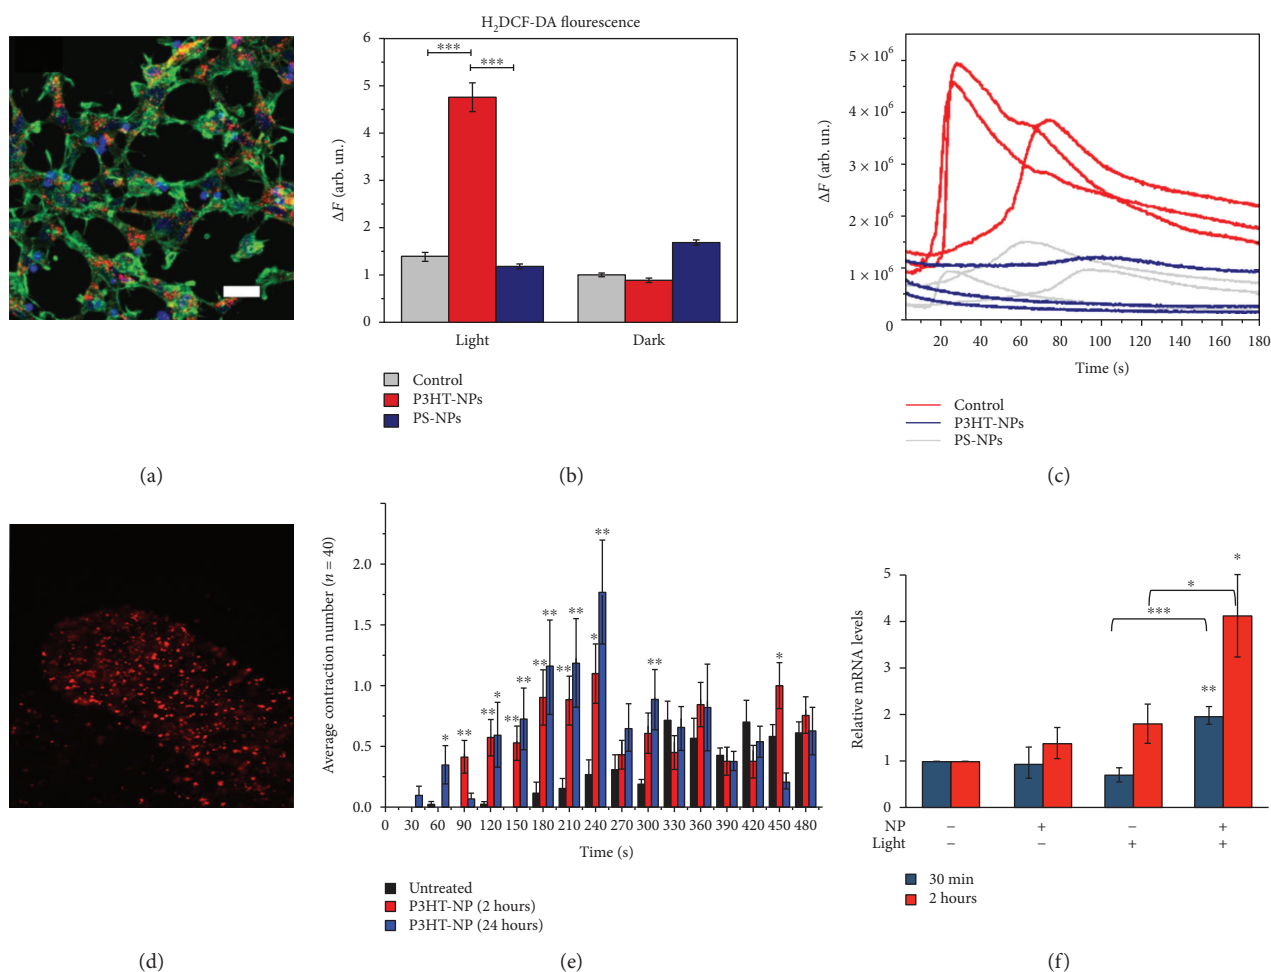 H2DCF-DA flourescence
6
5
4
3
2
1
0
ΔF (arb. un.)
***
***
Light
Dark
Control
P3HT-NPs
PS-NPs
5 × 10^6
4 × 10^6
3 × 10^6
2 × 10^6
1 × 10^6
0
ΔF (arb. un.)
20 40 60 80 100 120 140 160 180
Time (s)
Control
P3HT-NPs
PS-NPs
(a)
(b)
(c)
Average contraction number (n = 40)
2.0
1.5
1.0
0.5
0.0
* ** ** * ** ** ** ** ** ** * ** ** *
0 30 60 90 120 150 180 210 240 270 300 330 360 390 420 450 480
Time (s)
Untreated
P3HT-NP (2 hours)
P3HT-NP (24 hours)
Relative mRNA levels
5
4
3
2
1
0
*
*
***
**
NP − + − +
Light − − + +
30 min
2 hours
(d)
(e)
(f)